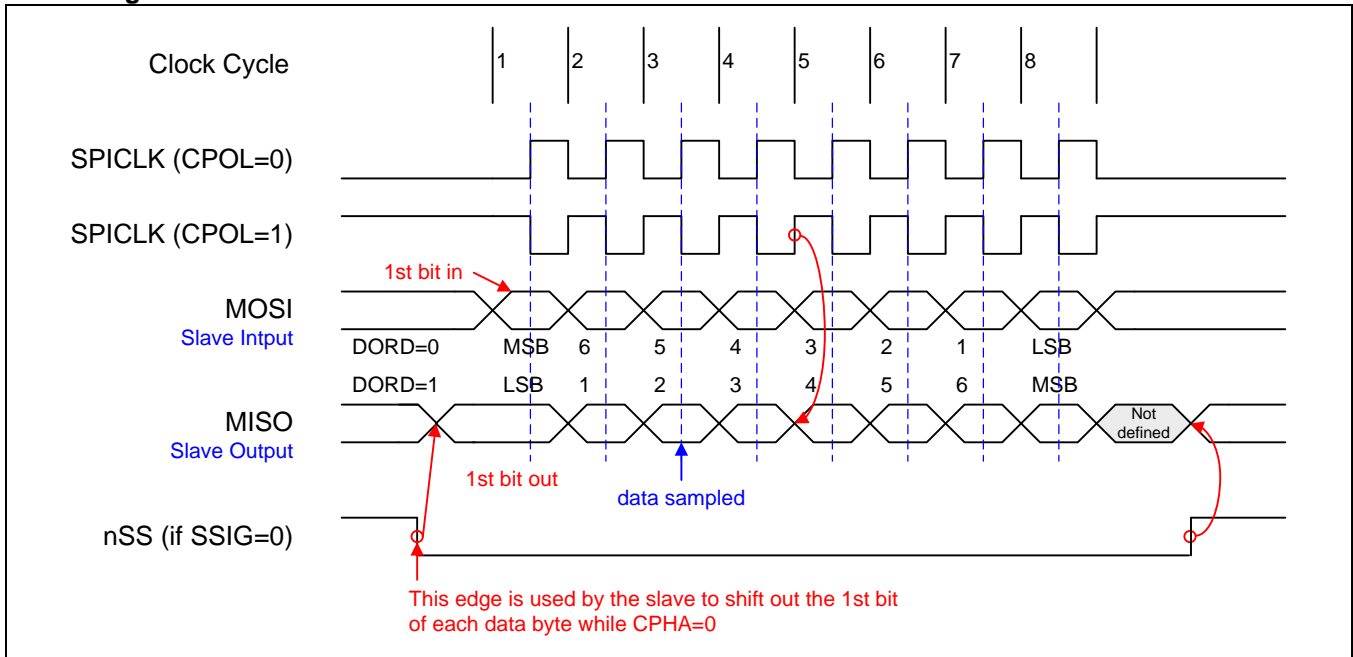 Clock Cycle
1 2 3 4 5 6 7 8
SPICLK (CPOL=0)
SPICLK (CPOL=1)
1st bit in
MOSI
Slave Intput
DORD=0 MSB 6 5 4 3 2 1 LSB
DORD=1 LSB 1 2 3 4 5 6 MSB
MISO
Slave Output
Not
defined
1st bit out
data sampled
nSS (if SSIG=0)
This edge is used by the slave to shift out the 1st bit
of each data byte while CPHA=0